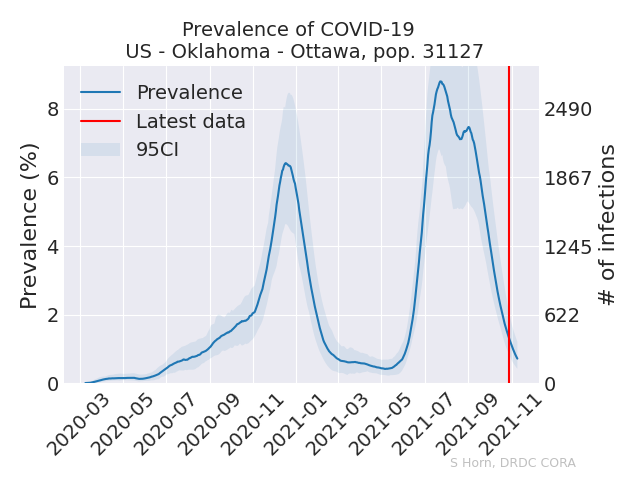 Prevalence of COVID-19
US - Oklahoma - Ottawa, pop. 31127
Prevalence
Latest data
95CI
Prevalence (%)
8
6
4
2
0
2490
1867
1245
622
0
# of infections
2020-03
2020-05
2020-07
2020-09
2020-11
2021-01
2021-03
2021-05
2021-07
2021-09
2021-11
S Horn, DRDC CORA